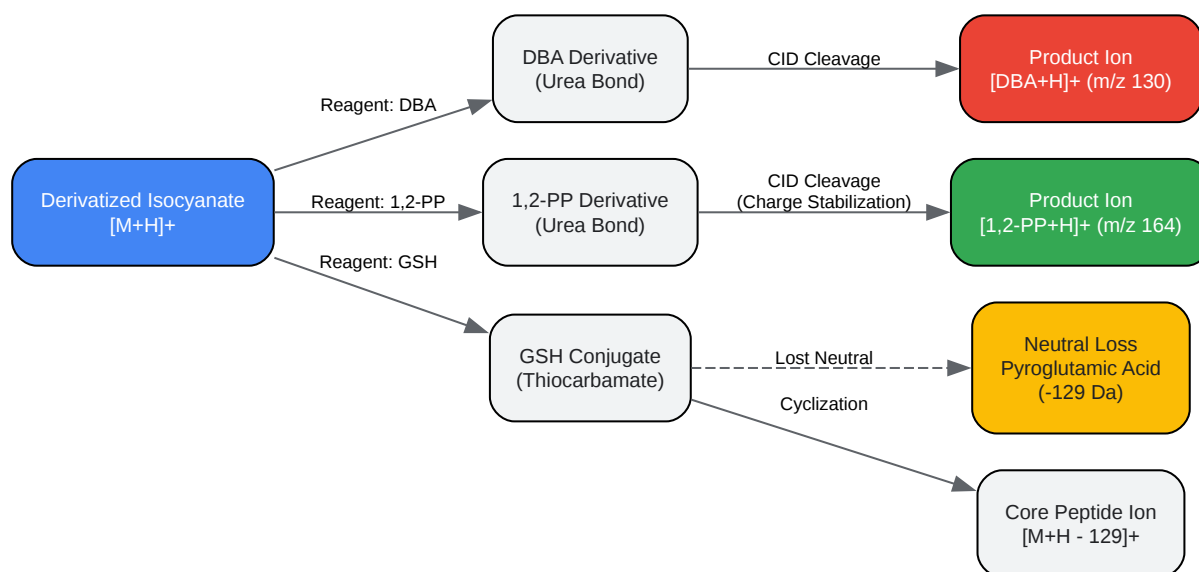 DBA Derivative
(Urea Bond)
CID Cleavage
Product Ion
[DBA+H]+ (m/z 130)
Reagent: DBA
Derivatized Isocyanate
[M+H]+
Reagent: 1,2-PP
1,2-PP Derivative
(Urea Bond)
CID Cleavage
(Charge Stabilization)
Product Ion
[1,2-PP+H]+ (m/z 164)
Reagent: GSH
GSH Conjugate
(Thiocarbamate)
Lost Neutral
Neutral Loss
Pyroglutamic Acid
(-129 Da)
Cyclization
Core Peptide Ion
[M+H - 129]+